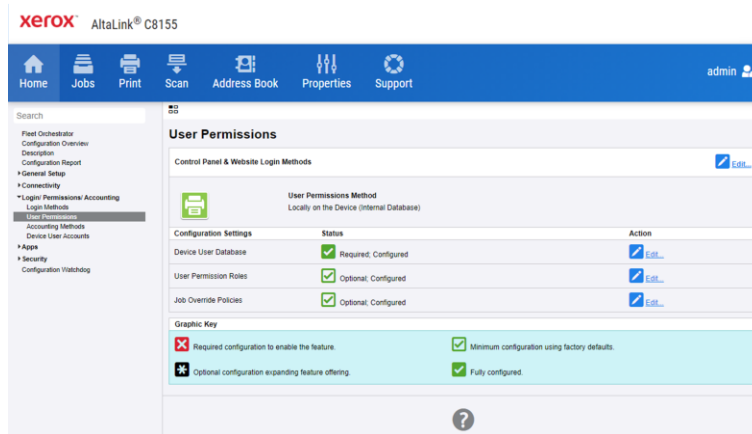 xerox™ AltaLink® C8155
Home Jobs Print Scan Address Book Properties Support admin
Search
Fleet Orchestrator
Configuration Overview
Description
Configuration Report
General Setup
Connectivity
Login/ Permissions/ Accounting
Login Methods
User Permissions
Accounting Methods
Device User Accounts
Apps
Security
Configuration Watchdog
User Permissions
Control Panel & Website Login Methods Edit...
User Permissions Method
Locally on the Device (Internal Database)
Configuration Settings Status Action
Device User Database Required; Configured Edit...
User Permission Roles Optional; Configured Edit...
Job Override Policies Optional; Configured Edit...
Graphic Key
Required configuration to enable the feature. Minimum configuration using factory defaults.
Optional configuration expanding feature offering. Fully configured.